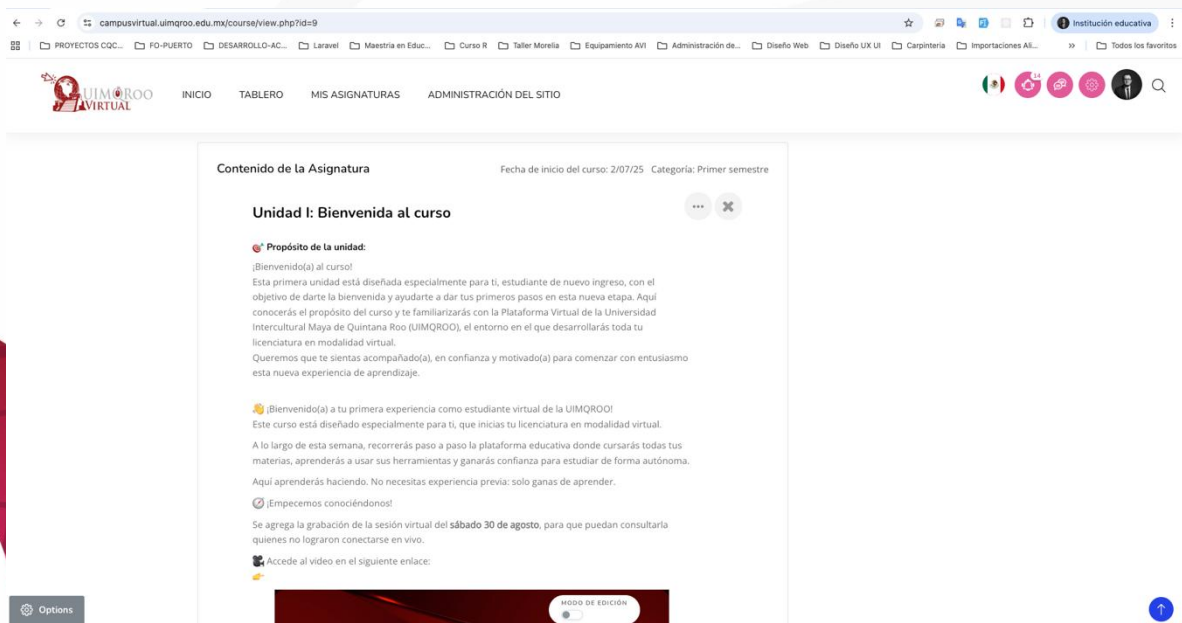 campusvirtual.uimqroo.edu.mx/course/view.php?id=9
Institución educativa
PROYECTOS CQC... FO-PUERTO DESARROLLO-AC... Laravel Maestria en Educ... Curso R Taller Morelia Equipamiento AVI Administración de... Diseño Web Diseño UX UI Carpinteria Importaciones Ali... » Todos los favoritos
UIMQROO
VIRTUAL
INICIO TABLERO MIS ASIGNATURAS ADMINISTRACIÓN DEL SITIO
14
Contenido de la Asignatura
Fecha de inicio del curso: 2/07/25 Categoría: Primer semestre
Unidad I: Bienvenida al curso
🎯 Propósito de la unidad:
¡Bienvenido(a) al curso!
Esta primera unidad está diseñada especialmente para ti, estudiante de nuevo ingreso, con el
objetivo de darte la bienvenida y ayudarte a dar tus primeros pasos en esta nueva etapa. Aquí
conocerás el propósito del curso y te familiarizarás con la Plataforma Virtual de la Universidad
Intercultural Maya de Quintana Roo (UIMQROO), el entorno en el que desarrollarás toda tu
licenciatura en modalidad virtual.
Queremos que te sientas acompañado(a), en confianza y motivado(a) para comenzar con entusiasmo
esta nueva experiencia de aprendizaje.
👋 ¡Bienvenido(a) a tu primera experiencia como estudiante virtual de la UIMQROO!
Este curso está diseñado especialmente para ti, que inicias tu licenciatura en modalidad virtual.
A lo largo de esta semana, recorrerás paso a paso la plataforma educativa donde cursarás todas tus
materias, aprenderás a usar sus herramientas y ganarás confianza para estudiar de forma autónoma.
Aquí aprenderás haciendo. No necesitas experiencia previa: solo ganas de aprender.
🧭 ¡Empecemos conociéndonos!
Se agrega la grabación de la sesión virtual del sábado 30 de agosto, para que puedan consultarla
quienes no lograron conectarse en vivo.
🎥 Accede al video en el siguiente enlace:
👉
MODO DE EDICIÓN
Options